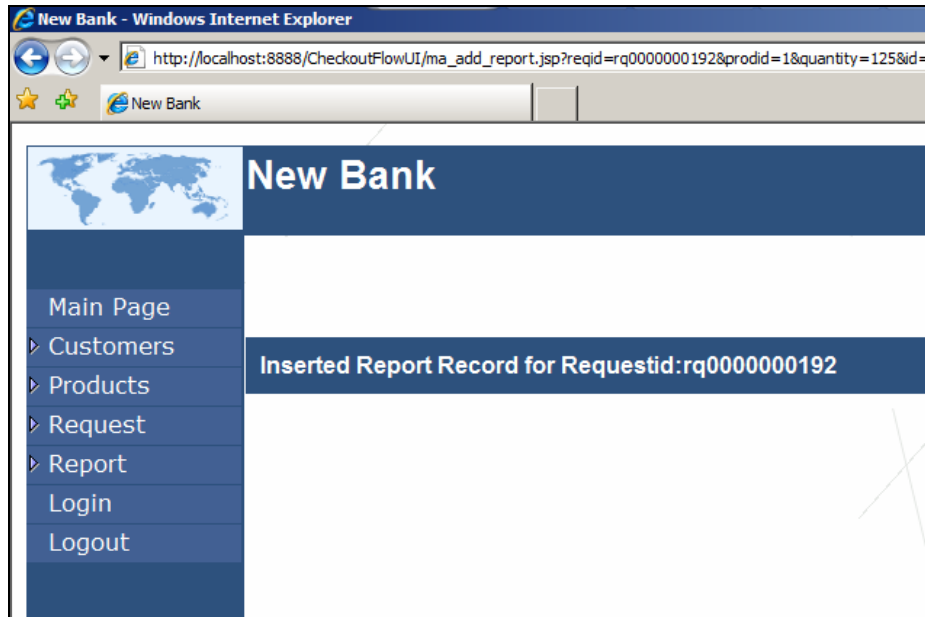 New Bank - Windows Internet Explorer
http://localhost:8888/CheckoutFlowUI/ma_add_report.jsp?reqid=rq0000000192&prodid=1&quantity=125&id=
New Bank
New Bank
Main Page
Customers
Inserted Report Record for Requestid:rq0000000192
Products
Request
Report
Login
Logout